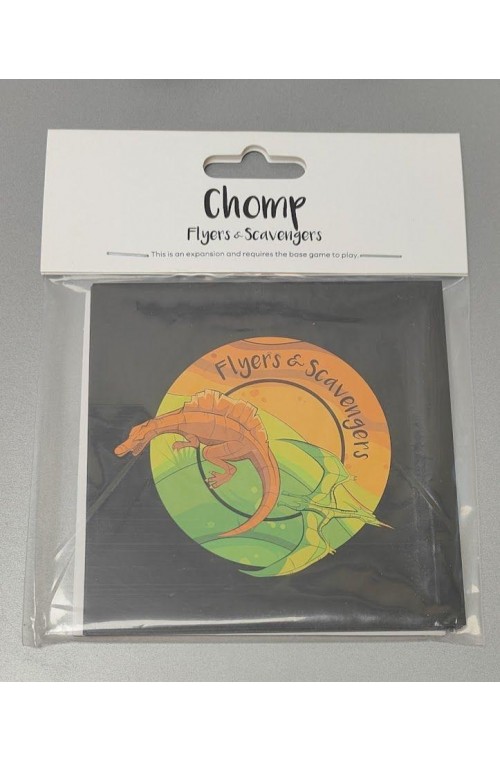 Chomp
Flyers & Scavengers
This is an expansion and requires the base game to play.
Flyers & Scavengers